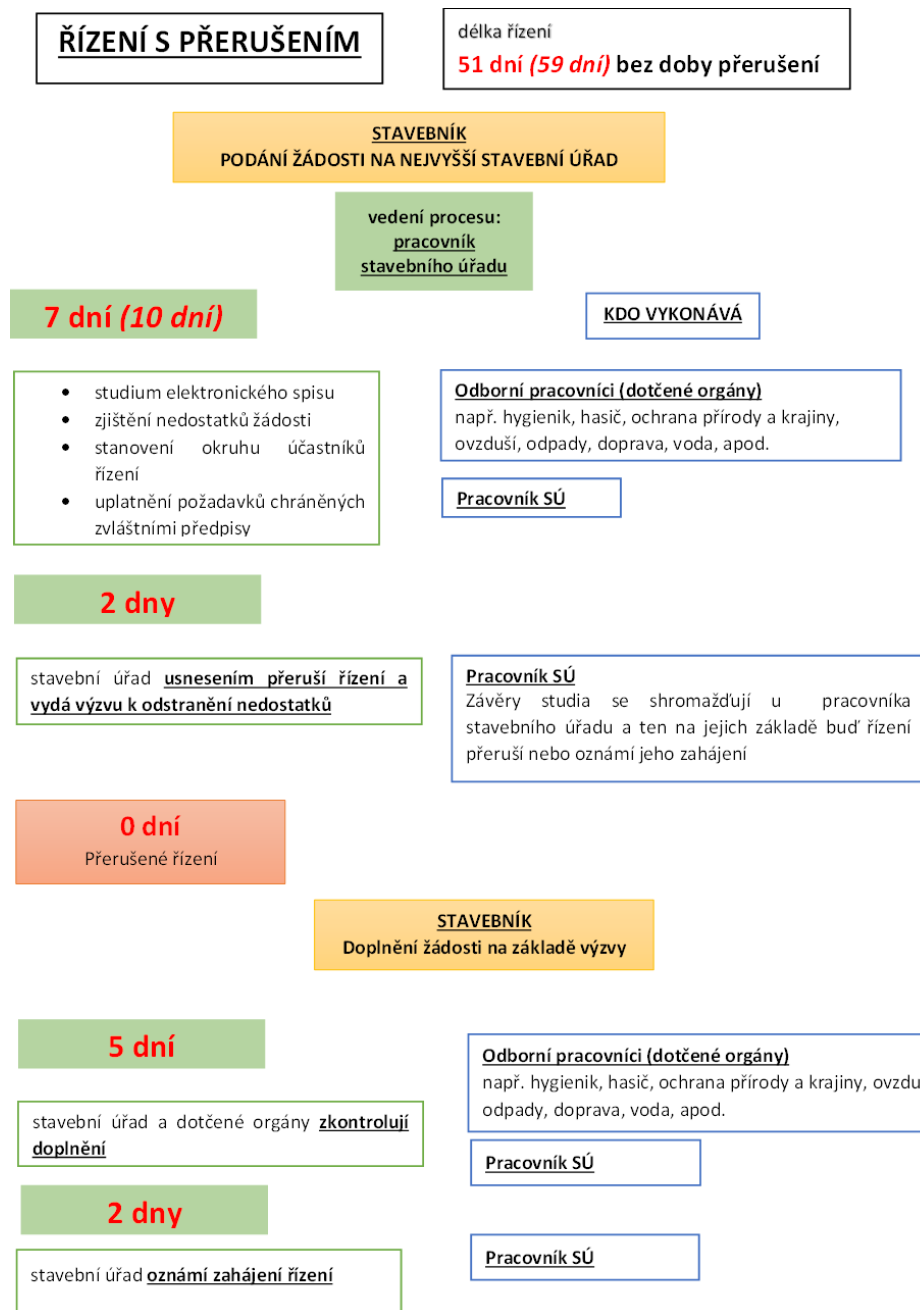 ŘÍZENÍ S PŘERUŠENÍM
délka řízení
51 dní (59 dní) bez doby přerušení
STAVEBNÍK
PODÁNÍ ŽÁDOSTI NA NEJVYŠŠÍ STAVEBNÍ ÚŘAD
vedení procesu:
pracovník
stavebního úřadu
7 dní (10 dní)
KDO VYKONÁVÁ
• studium elektronického spisu
• zjištění nedostatků žádosti
• stanovení okruhu účastníků
řízení
• uplatnění požadavků chráněných
zvláštními předpisy
Odborní pracovníci (dotčené orgány)
např. hygienik, hasič, ochrana přírody a krajiny,
ovzduší, odpady, doprava, voda, apod.
Pracovník SÚ
2 dny
stavební úřad usnesením přeruší řízení a
vydá výzvu k odstranění nedostatků
Pracovník SÚ
Závěry studia se shromažďují u pracovníka
stavebního úřadu a ten na jejich základě buď řízení
přeruší nebo oznámí jeho zahájení
0 dní
Přerušené řízení
STAVEBNÍK
Doplnění žádosti na základě výzvy
5 dní
stavební úřad a dotčené orgány zkontrolují
doplnění
Odborní pracovníci (dotčené orgány)
např. hygienik, hasič, ochrana přírody a krajiny, ovzdu
odpady, doprava, voda, apod.
Pracovník SÚ
2 dny
stavební úřad oznámí zahájení řízení
Pracovník SÚ